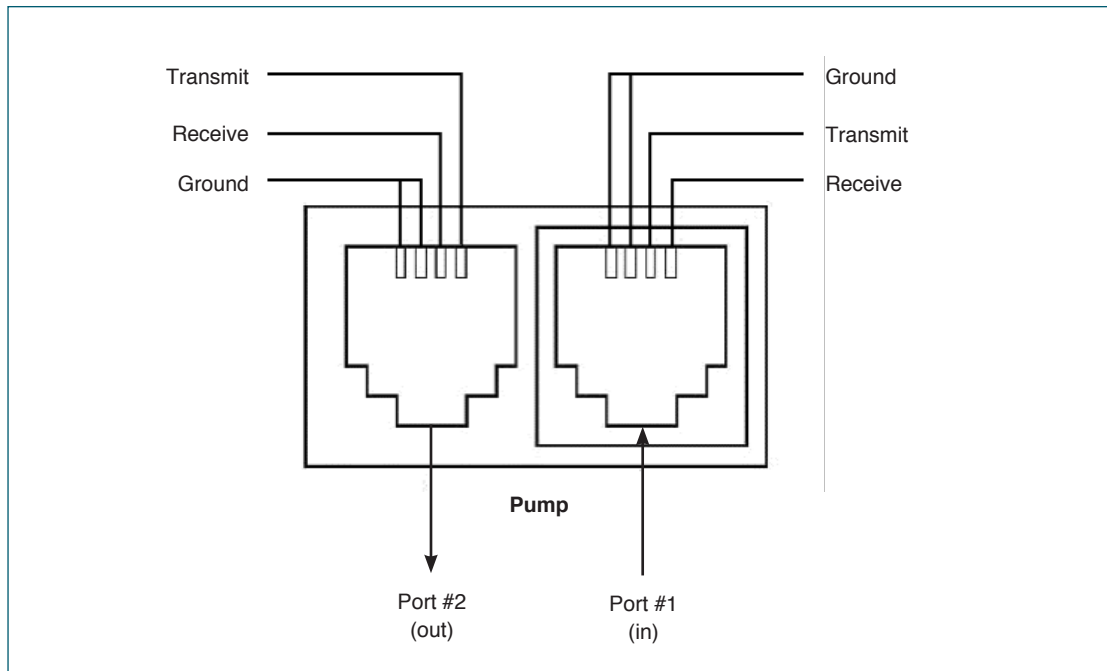 Transmit
Ground
Receive
Transmit
Ground
Receive
Pump
Port #2
(out)
Port #1
(in)